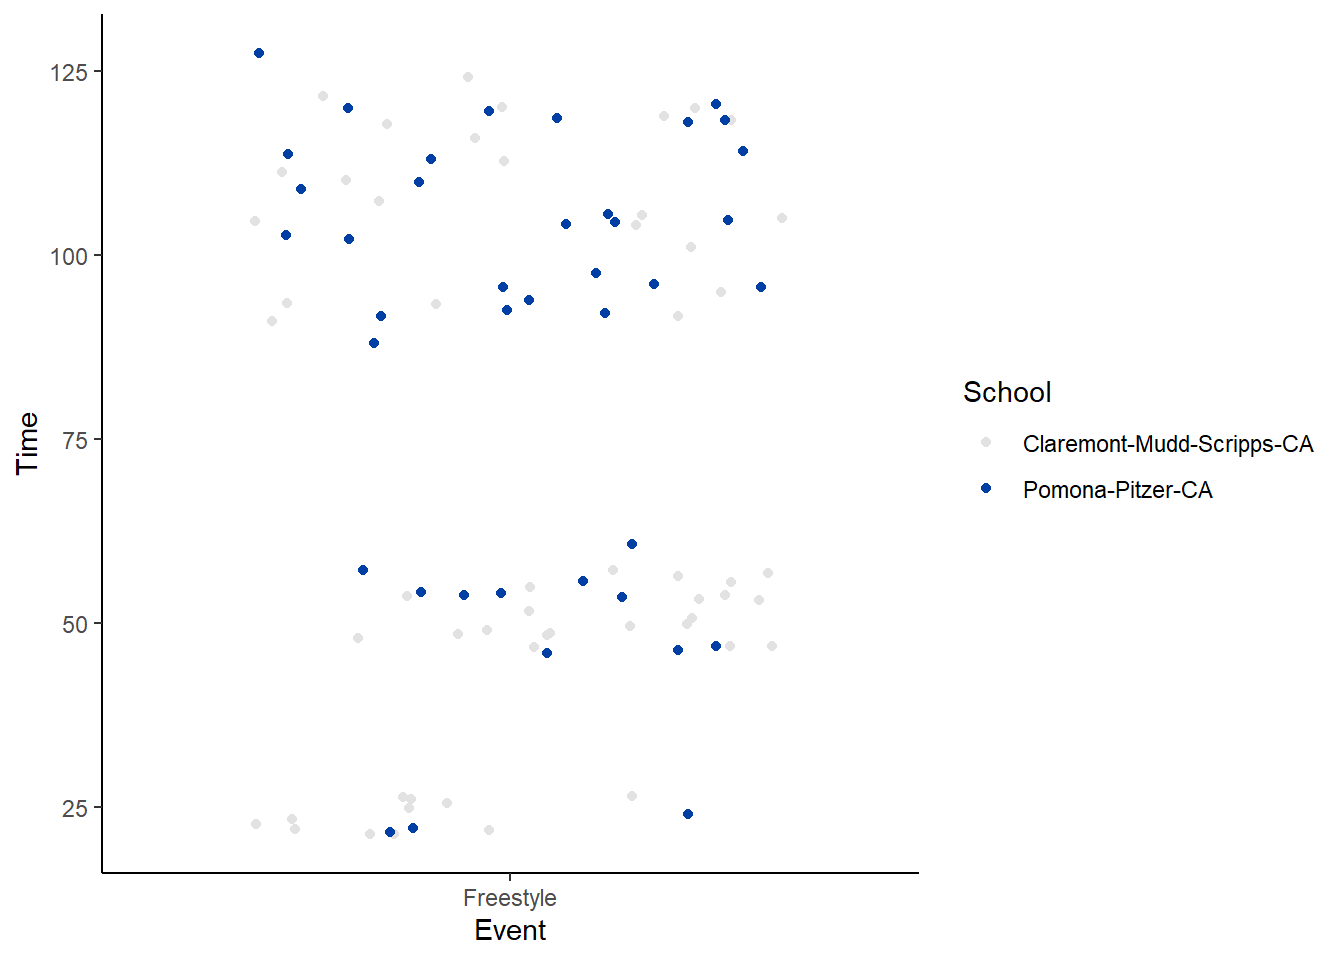 125
100
75
50
25
Time
Freestyle
Event
School
Claremont-Mudd-Scripps-CA
Pomona-Pitzer-CA